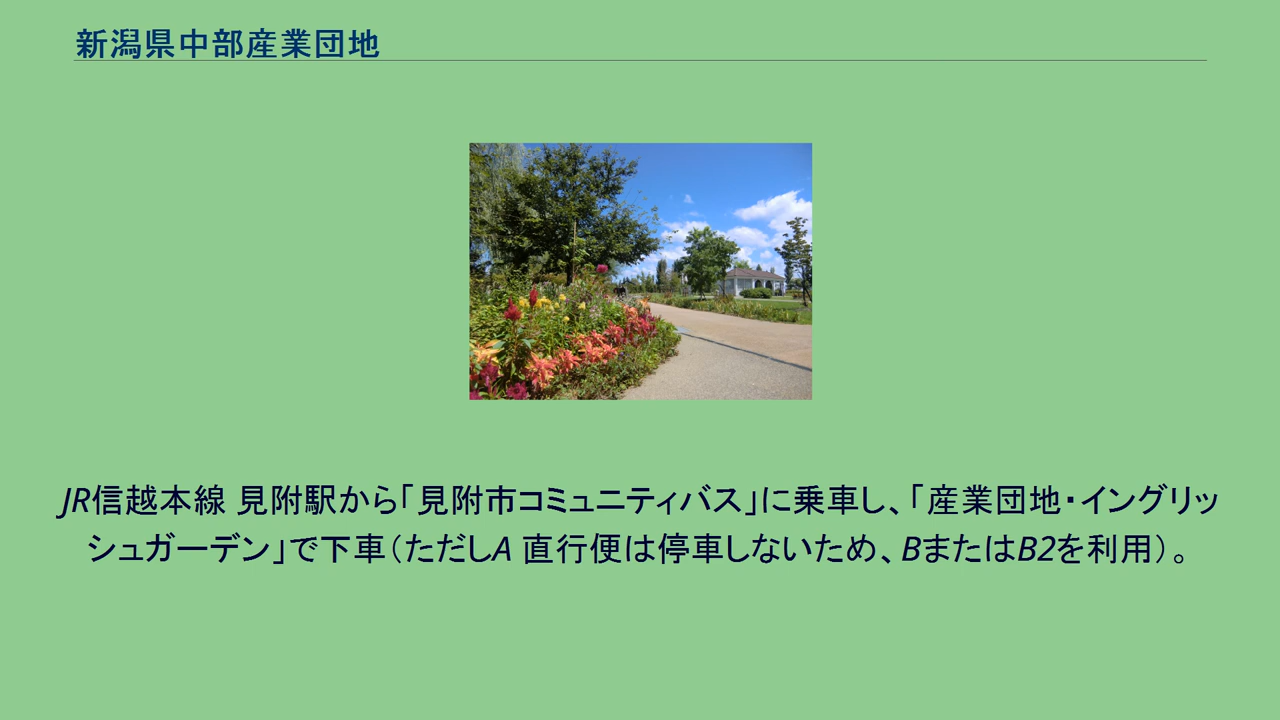 新潟県中部産業団地
JR信越本線 見附駅から「見附市コミュニティバス」に乗車し、「産業団地・イングリッ
シュガーデン」で下車（ただしA 直行便は停車しないため、BまたはB2を利用）。